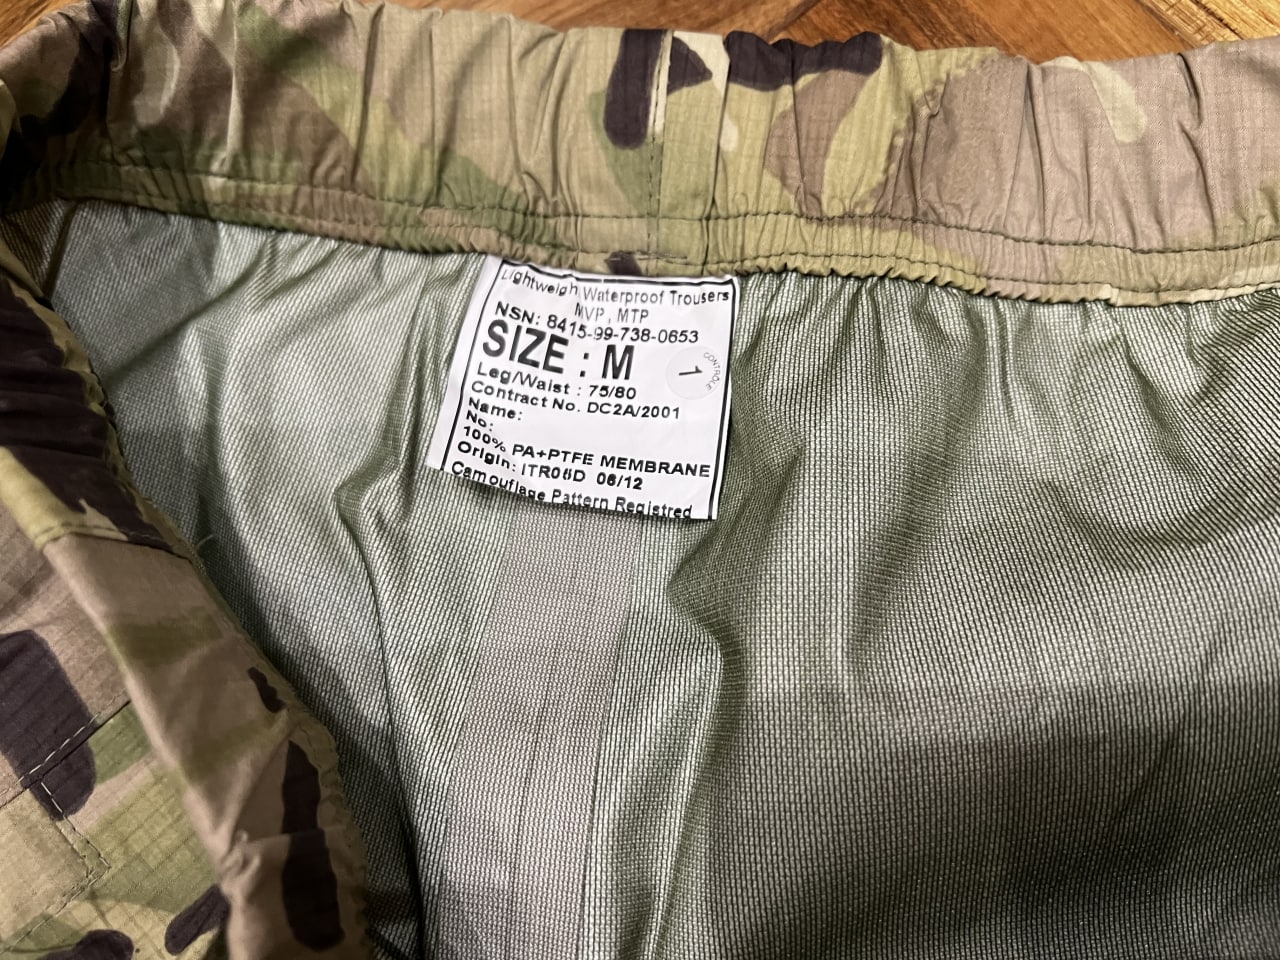 Lightweigh Waterproof Trousers
MVP, MTP
NSN: 8415-99-738-0653
SIZE : M
1
CONTROLE
Leg/Waist : 75/80
Contract No. DC2A/2001
Name:
No:
100% PA+PTFE MEMBRANE
Origin: ITR06D 06/12
Camouflage Pattern Registred